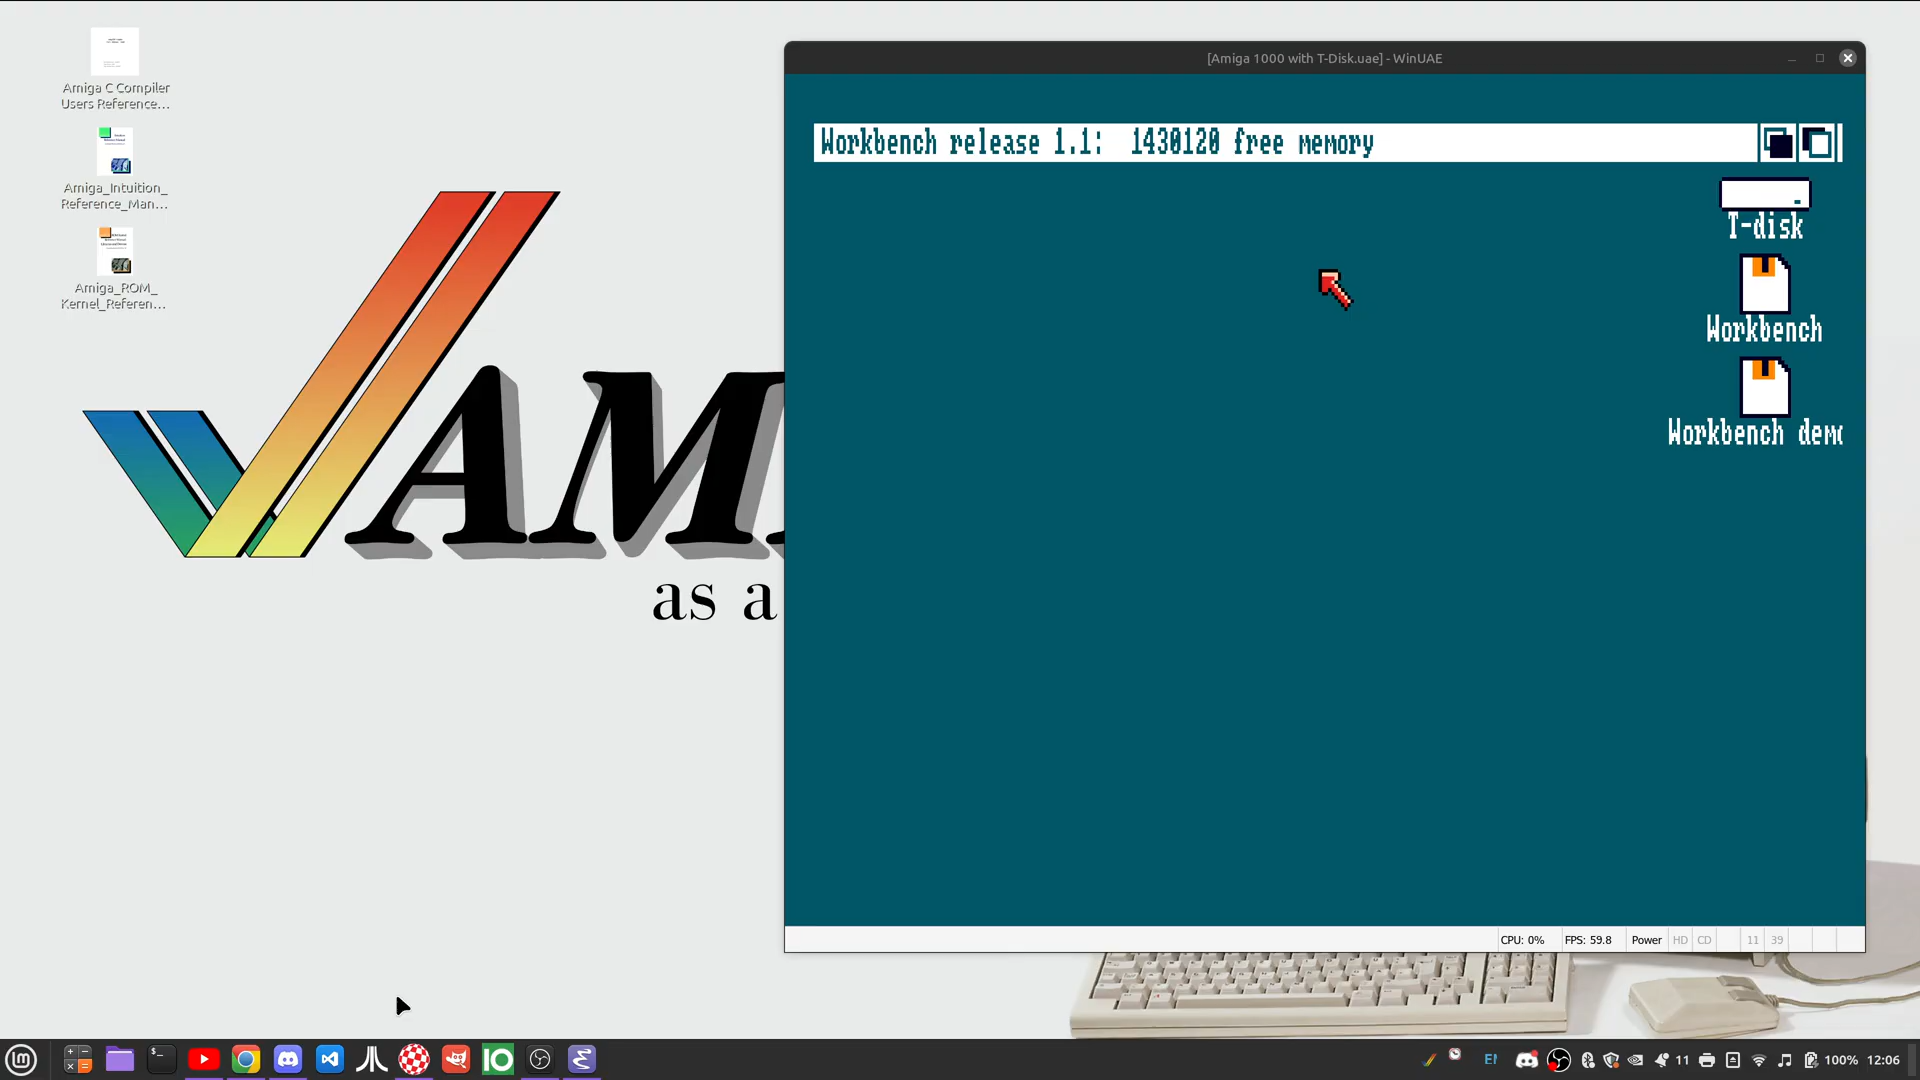 Amiga C Compiler
Users Reference...
Amiga_Intuition_
Reference_Man...
Amiga_ROM_
Kernel_Referen...
AM
as a
[Amiga 1000 with T-Disk.uae] - WinUAE
Workbench release 1.1:  1430120 free memory
T-disk
Workbench
Workbench demo
CPU: 0%
FPS: 59.8
Power
HD
CD
11
39
11
100%
12:06